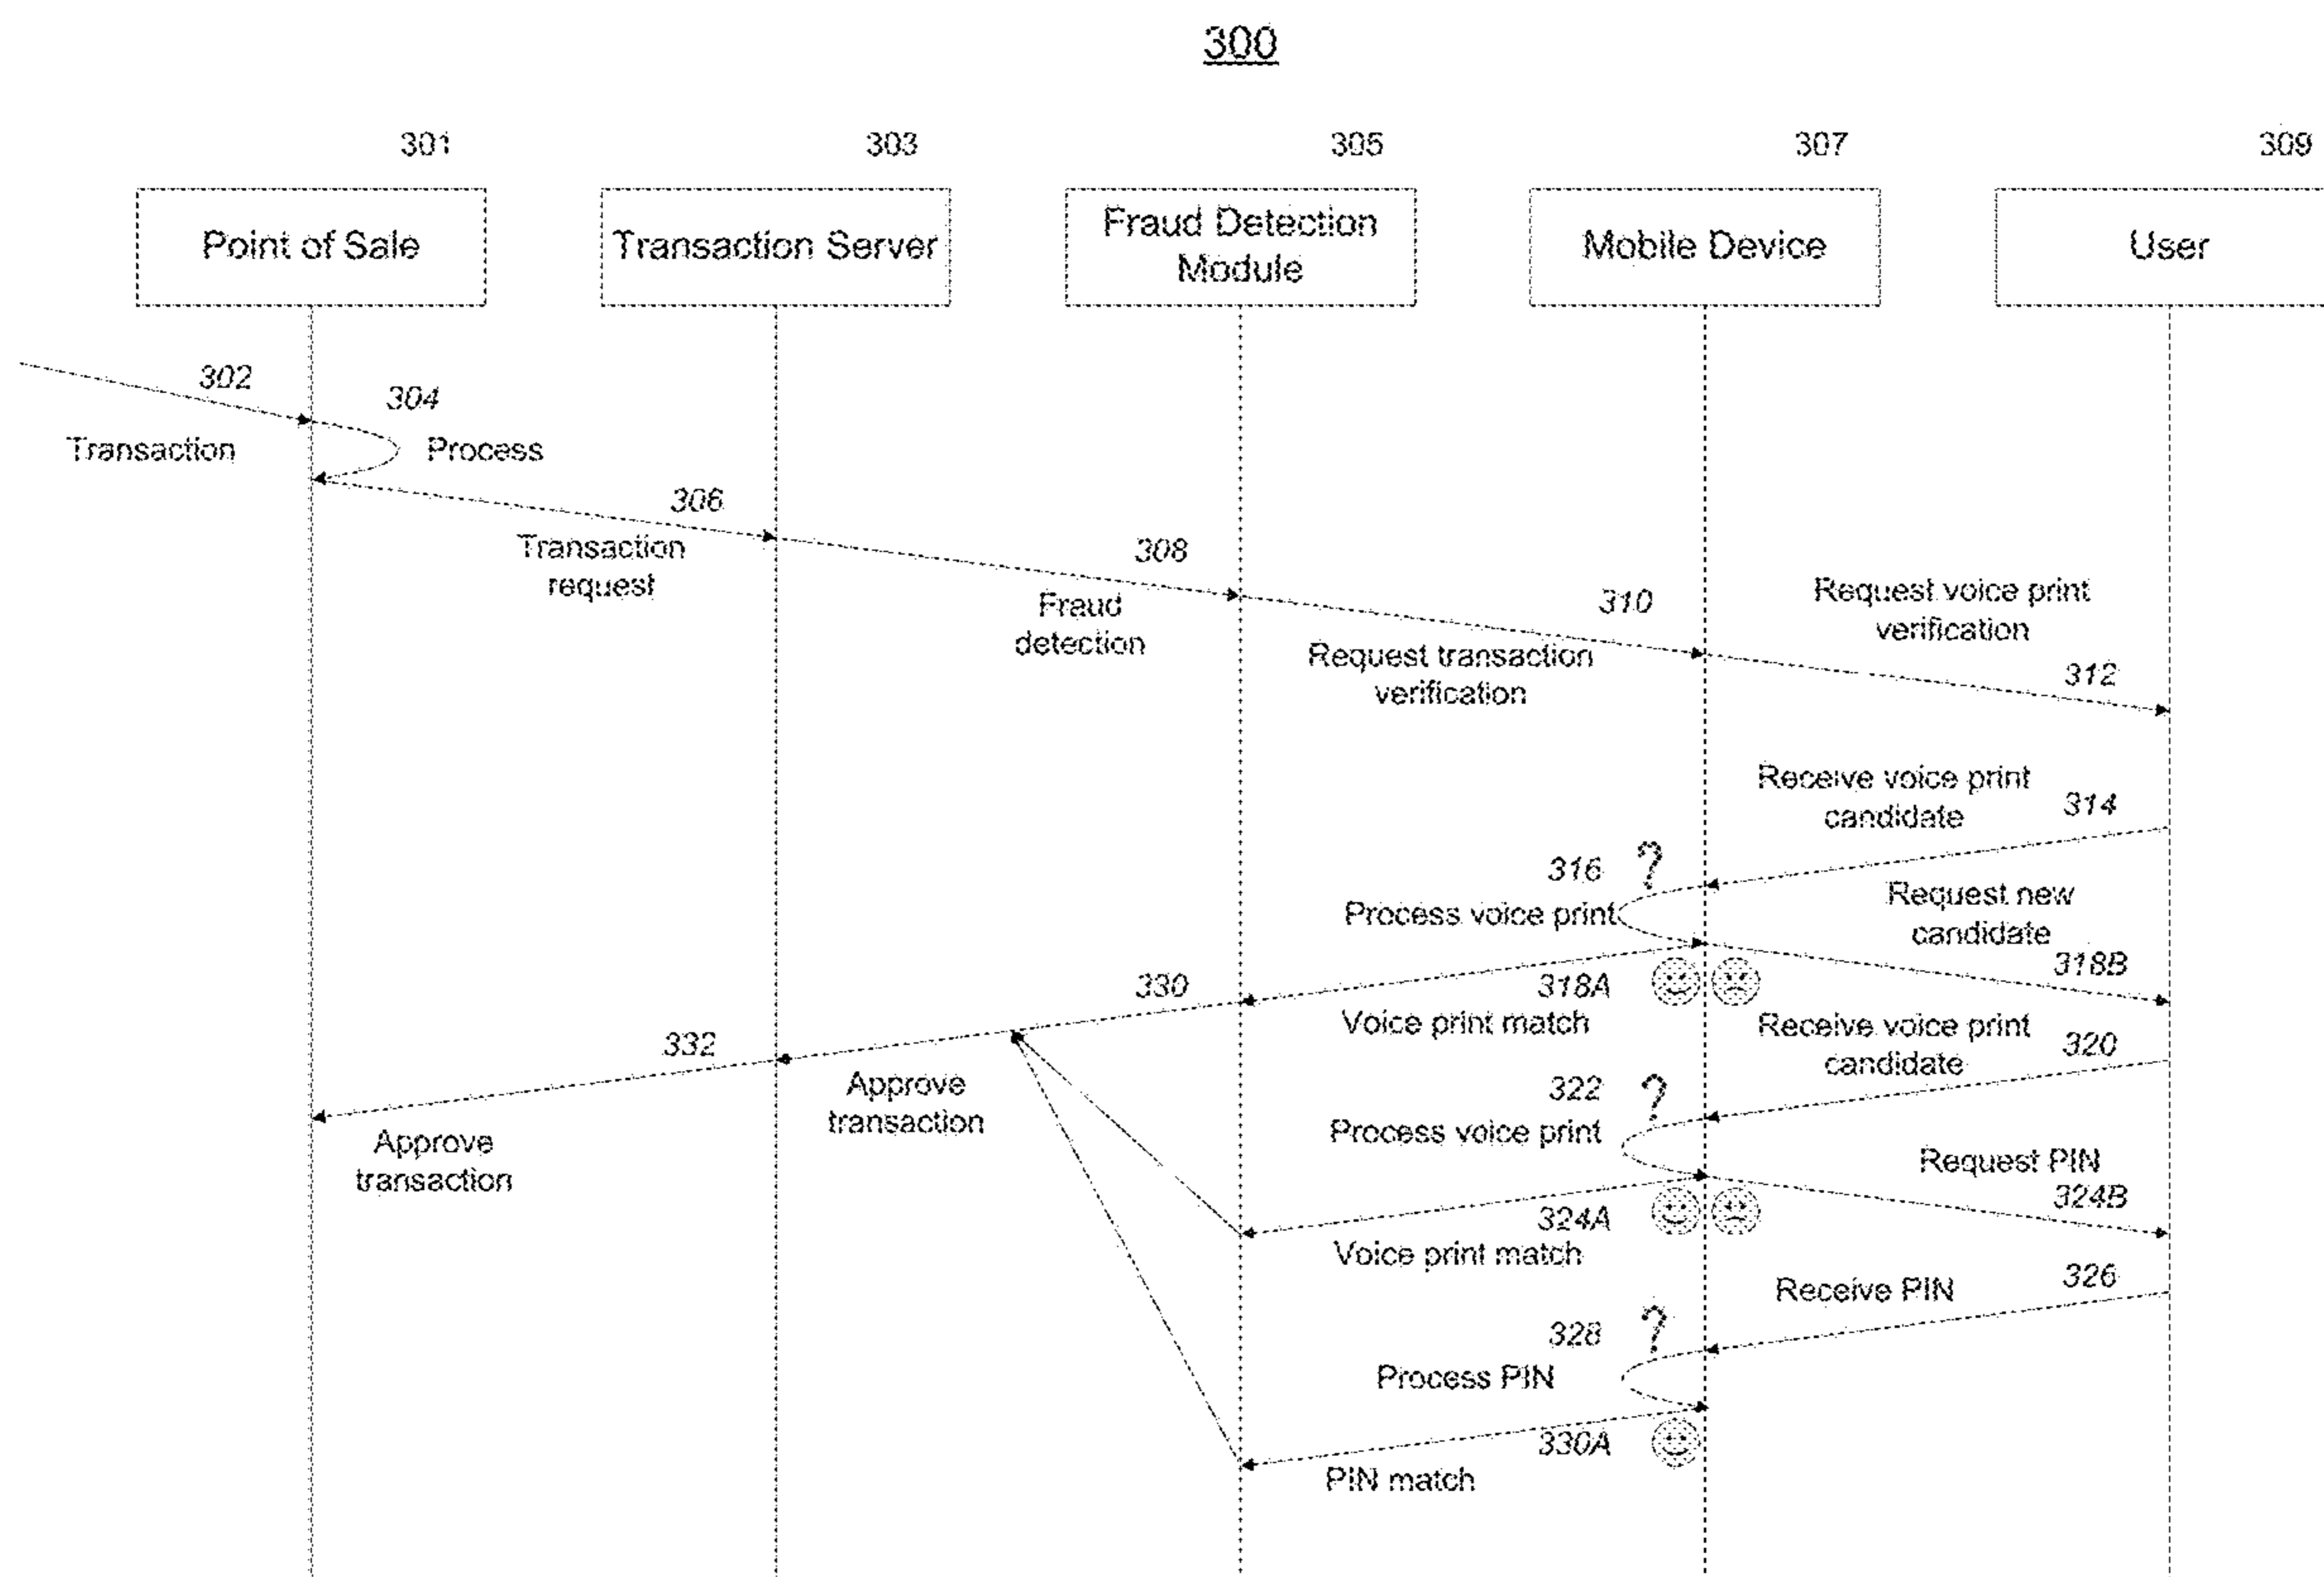 300
301
303
305
307
309
Point of Sale
Transaction Server
Fraud Detection
Module
Mobile Device
User
302
304
Transaction
Process
306
Transaction
request
308
Fraud
detection
310
Request transaction
verification
Request voice print
verification
312
Receive voice print
candidate
314
316
?
Process voice print
Request new
candidate
318B
318A
Voice print match
330
332
Approve
transaction
Approve
transaction
Receive voice print
candidate
320
322
?
Process voice print
Request PIN
324B
324A
Voice print match
Receive PIN
326
328
?
Process PIN
330A
PIN match